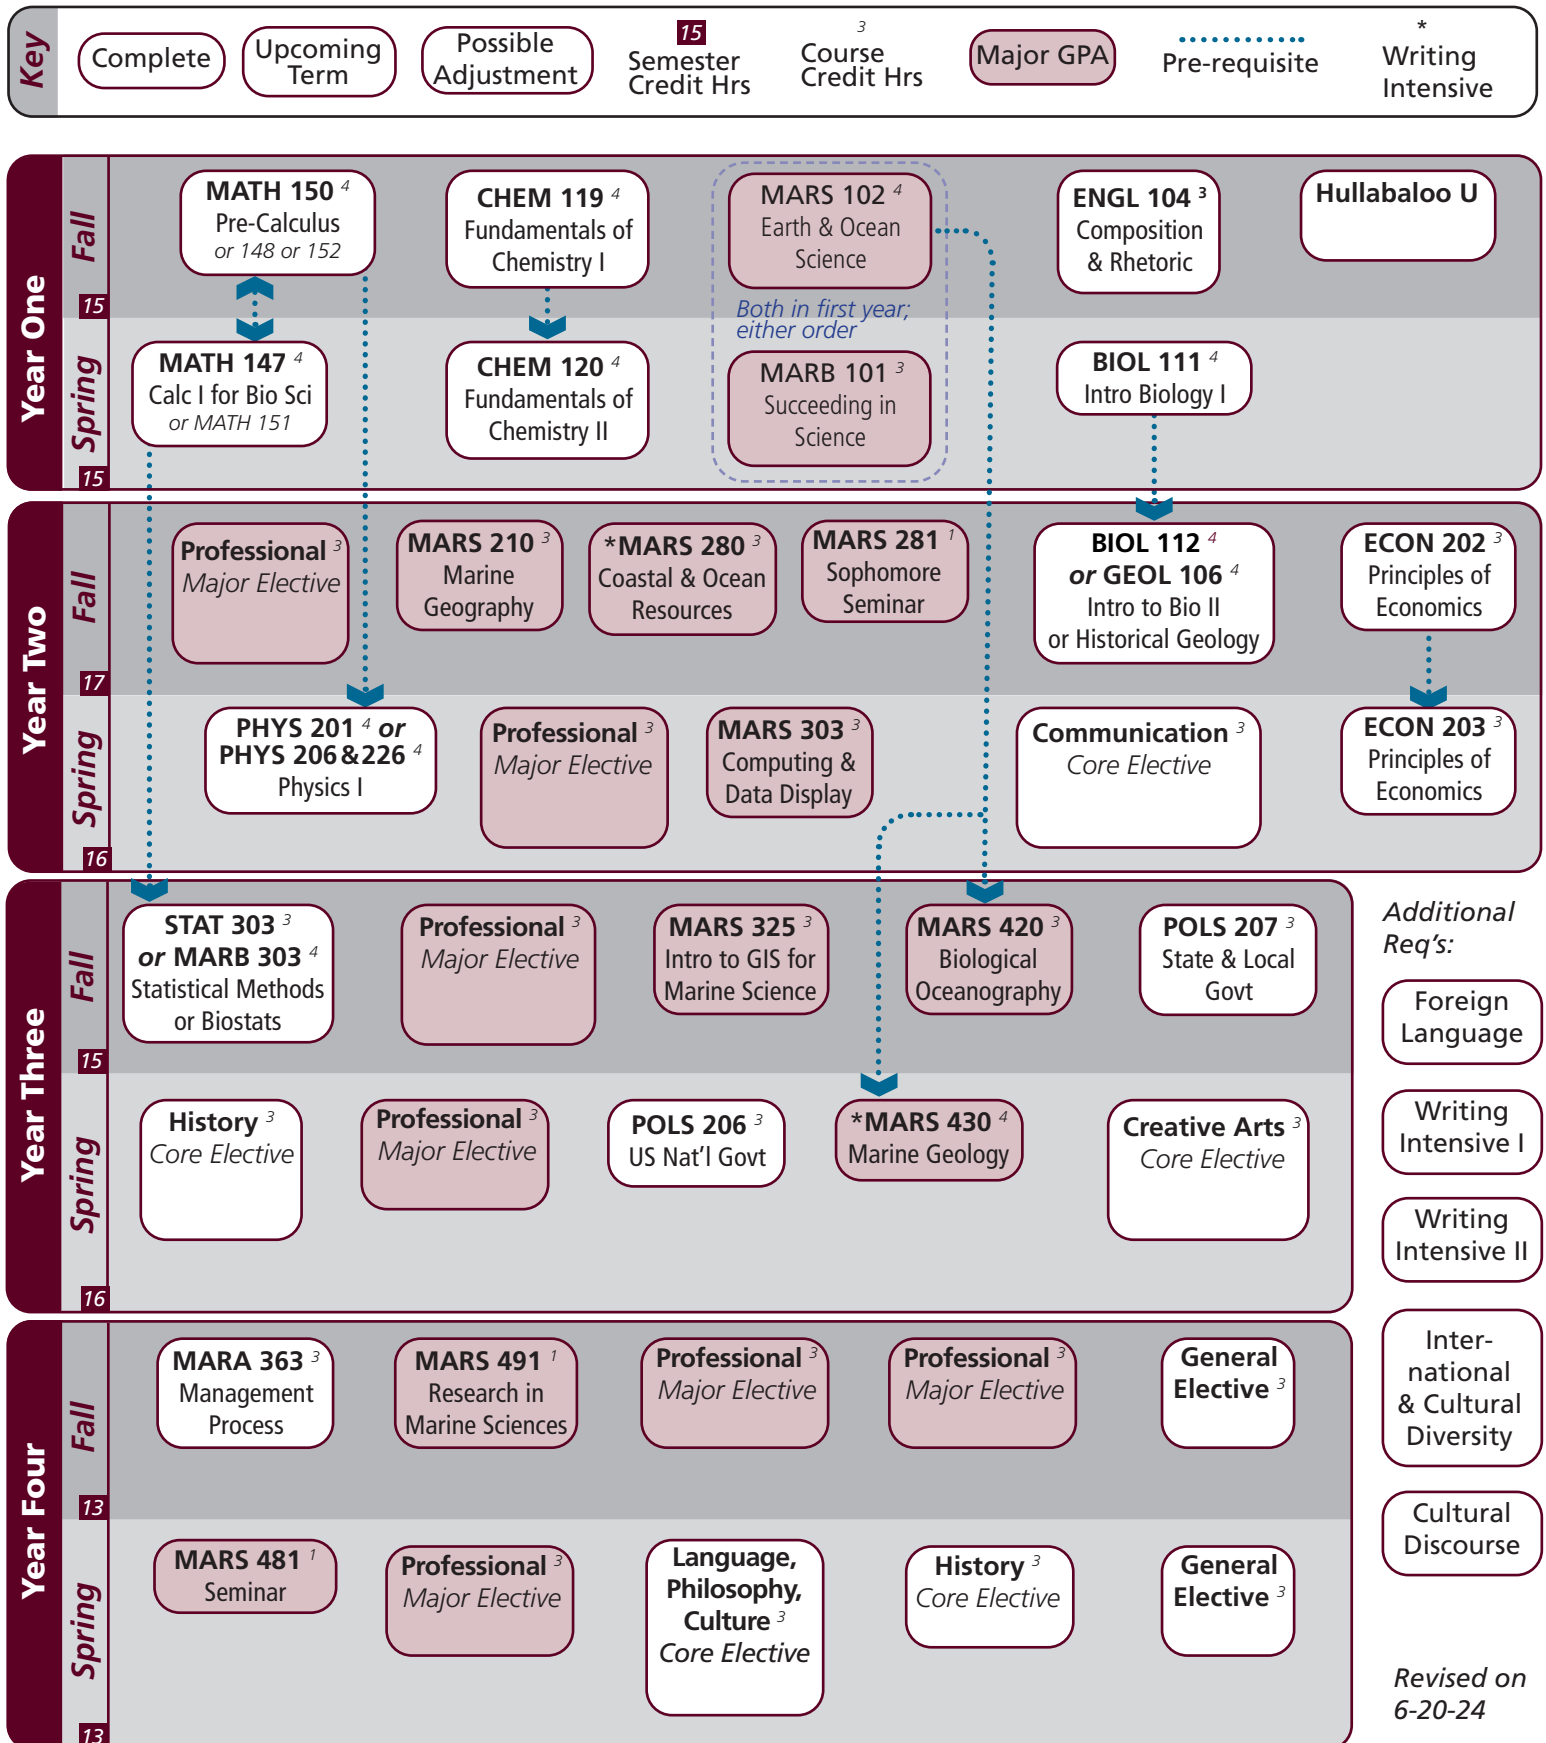 Key
Complete
Upcoming
Term
Possible
Adjustment
15
Semester
Credit Hrs
3
Course
Credit Hrs
Major GPA
Pre-requisite
*
Writing
Intensive
Year One
Fall
15
MATH 150 4
Pre-Calculus
or 148 or 152
CHEM 119 4
Fundamentals of
Chemistry I
MARS 102 4
Earth & Ocean
Science
ENGL 104 3
Composition
& Rhetoric
Hullabaloo U
Both in first year;
either order
Spring
15
MATH 147 4
Calc I for Bio Sci
or MATH 151
CHEM 120 4
Fundamentals of
Chemistry II
MARB 101 3
Succeeding in
Science
BIOL 111 4
Intro Biology I
Year Two
Fall
17
Professional 3
Major Elective
MARS 210 3
Marine
Geography
*MARS 280 3
Coastal & Ocean
Resources
MARS 281 1
Sophomore
Seminar
BIOL 112 4
or GEOL 106 4
Intro to Bio II
or Historical Geology
ECON 202 3
Principles of
Economics
Spring
16
PHYS 201 4 or
PHYS 206&226 4
Physics I
Professional 3
Major Elective
MARS 303 3
Computing &
Data Display
Communication 3
Core Elective
ECON 203 3
Principles of
Economics
Year Three
Fall
15
STAT 303 3
or MARB 303 4
Statistical Methods
or Biostats
Professional 3
Major Elective
MARS 325 3
Intro to GIS for
Marine Science
MARS 420 3
Biological
Oceanography
POLS 207 3
State & Local
Govt
Spring
16
History 3
Core Elective
Professional 3
Major Elective
POLS 206 3
US Nat'l Govt
*MARS 430 4
Marine Geology
Creative Arts 3
Core Elective
Year Four
Fall
13
MARA 363 3
Management
Process
MARS 491 1
Research in
Marine Sciences
Professional 3
Major Elective
Professional 3
Major Elective
General
Elective 3
Spring
13
MARS 481 1
Seminar
Professional 3
Major Elective
Language,
Philosophy,
Culture 3
Core Elective
History 3
Core Elective
General
Elective 3
Additional
Req's:
Foreign
Language
Writing
Intensive I
Writing
Intensive II
Inter-
national
& Cultural
Diversity
Cultural
Discourse
Revised on
6-20-24